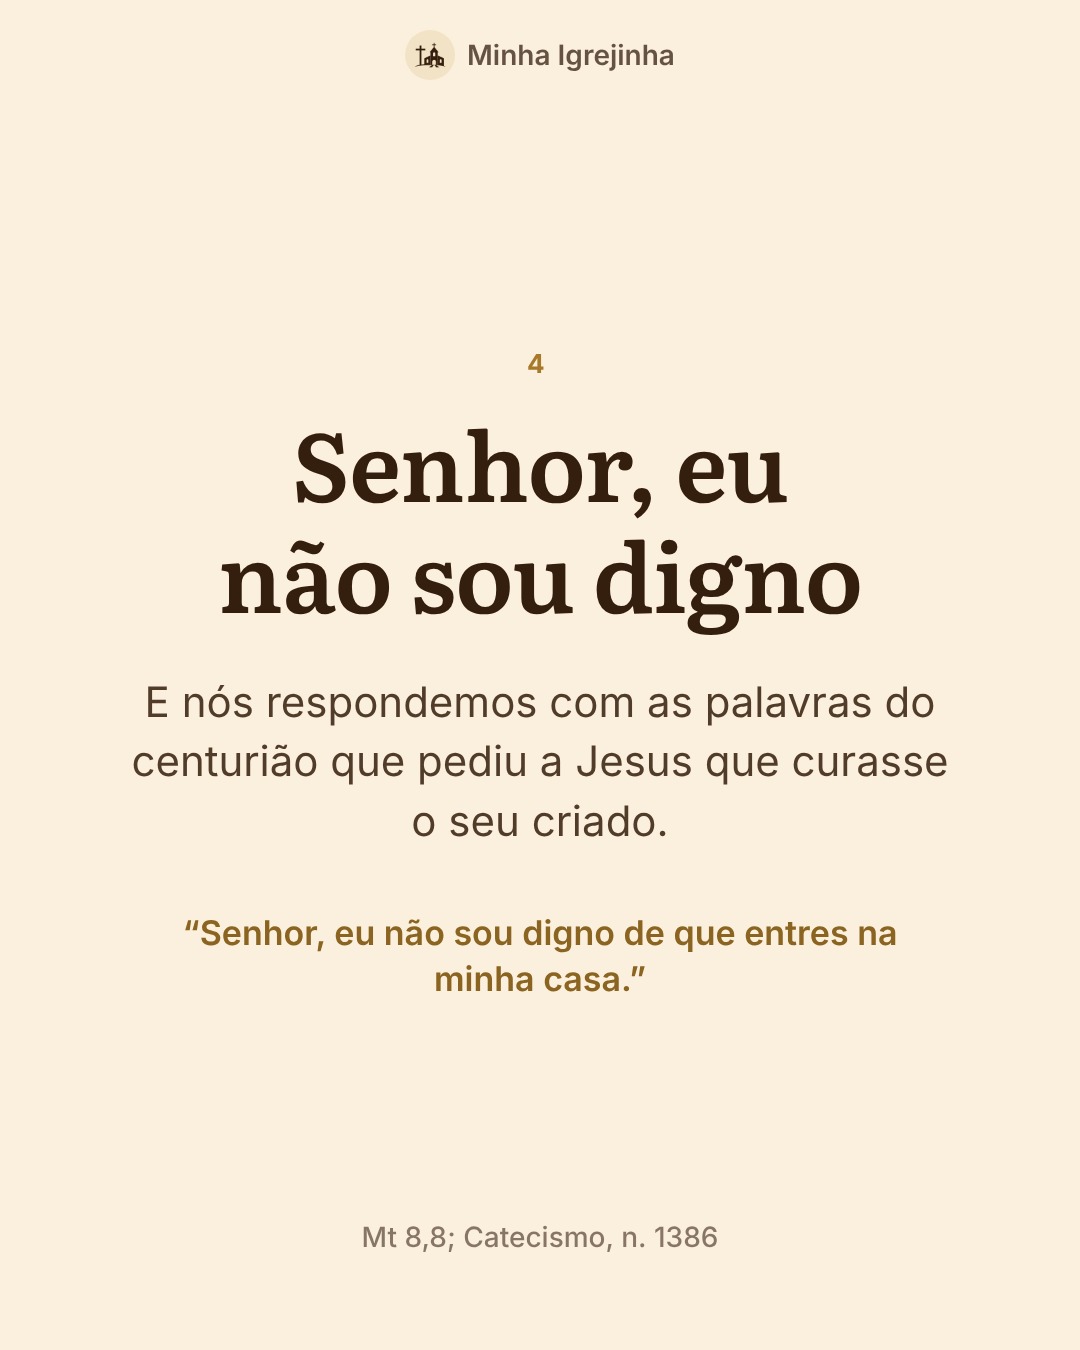 Minha Igrejinha
4
Senhor, eu
não sou digno
E nós respondemos com as palavras do
centurião que pediu a Jesus que curasse
o seu criado.
“Senhor, eu não sou digno de que entres na
minha casa.”
Mt 8,8; Catecismo, n. 1386